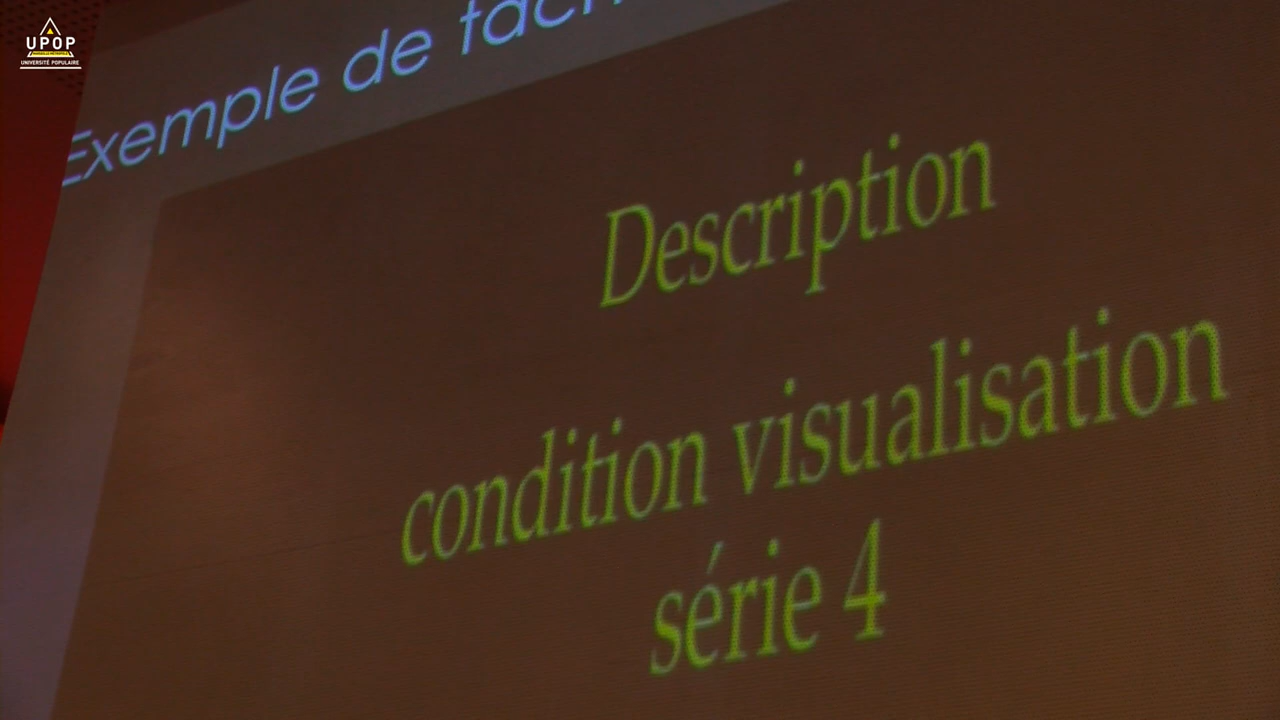 UPOP
UNIVERSITÉ POPULAIRE
Exemple de
Description
condition visualisation
série 4